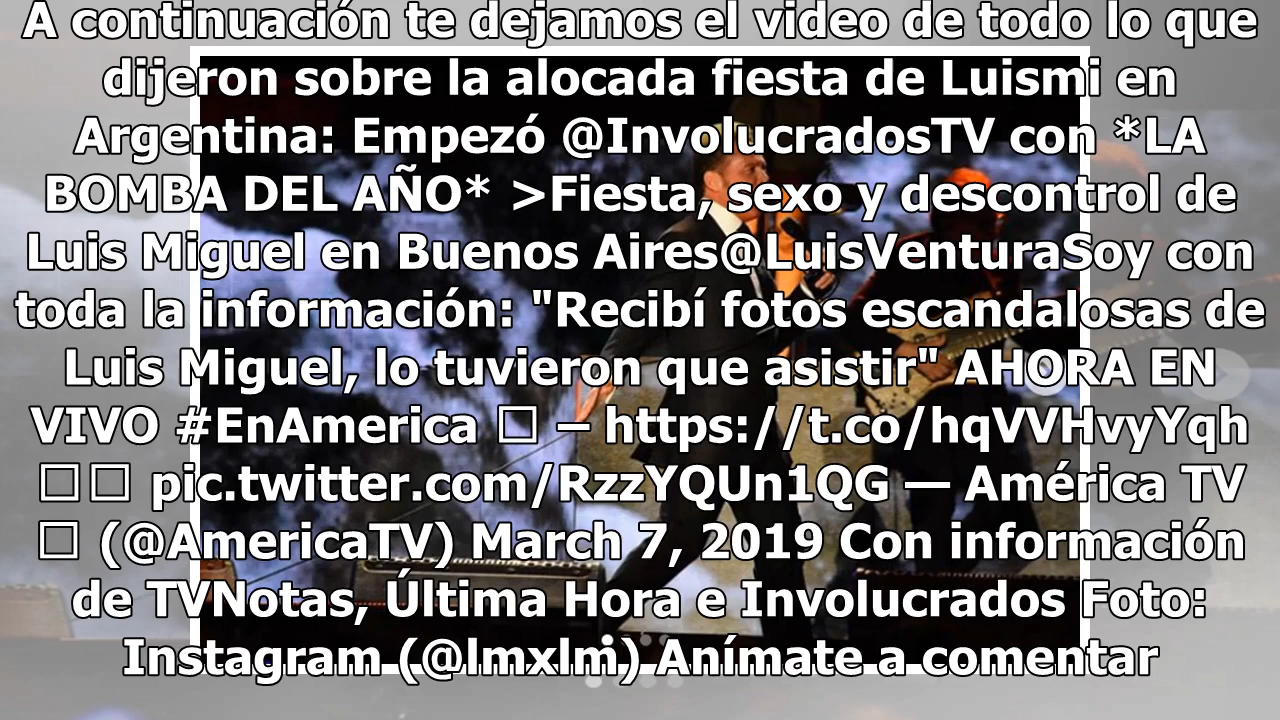 A continuación te dejamos el video de todo lo que
dijeron sobre la alocada fiesta de Luismi en
Argentina: Empezó @InvolucradosTV con *LA
BOMBA DEL AÑO* >Fiesta, sexo y descontrol de
Luis Miguel en Buenos Aires@LuisVenturaSoy con
toda la información: "Recibí fotos escandalosas de
Luis Miguel, lo tuvieron que asistir" AHORA EN
VIVO #EnAmerica □ – https://t.co/hqVVHvyYqh
□□ pic.twitter.com/RzzYQUn1QG — América TV
□ (@AmericaTV) March 7, 2019 Con información
de TVNotas, Última Hora e Involucrados Foto:
Instagram (@lmxlm) Anímate a comentar